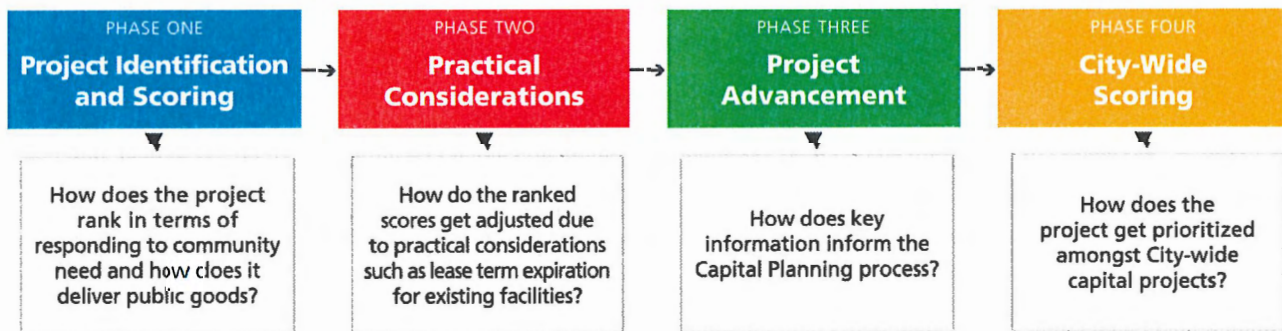 PHASE ONE
Project Identification
and Scoring
PHASE TWO
Practical
Considerations
PHASE THREE
Project
Advancement
PHASE FOUR
City-Wide
Scoring
How does the project
rank in terms of
responding to community
need and how does it
deliver public goods?
How do the ranked
scores get adjusted due
to practical considerations
such as lease term expiration
for existing facilities?
How does key
information inform the
Capital Planning process?
How does the
project get prioritized
amongst City-wide
capital projects?